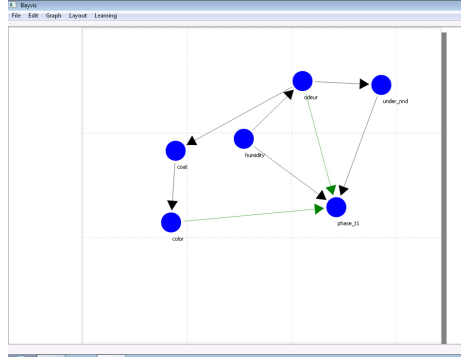 Bayvis
File Edit Graph Layout Learning
odeur
under_rind
humidity
coat
phase_t1
color